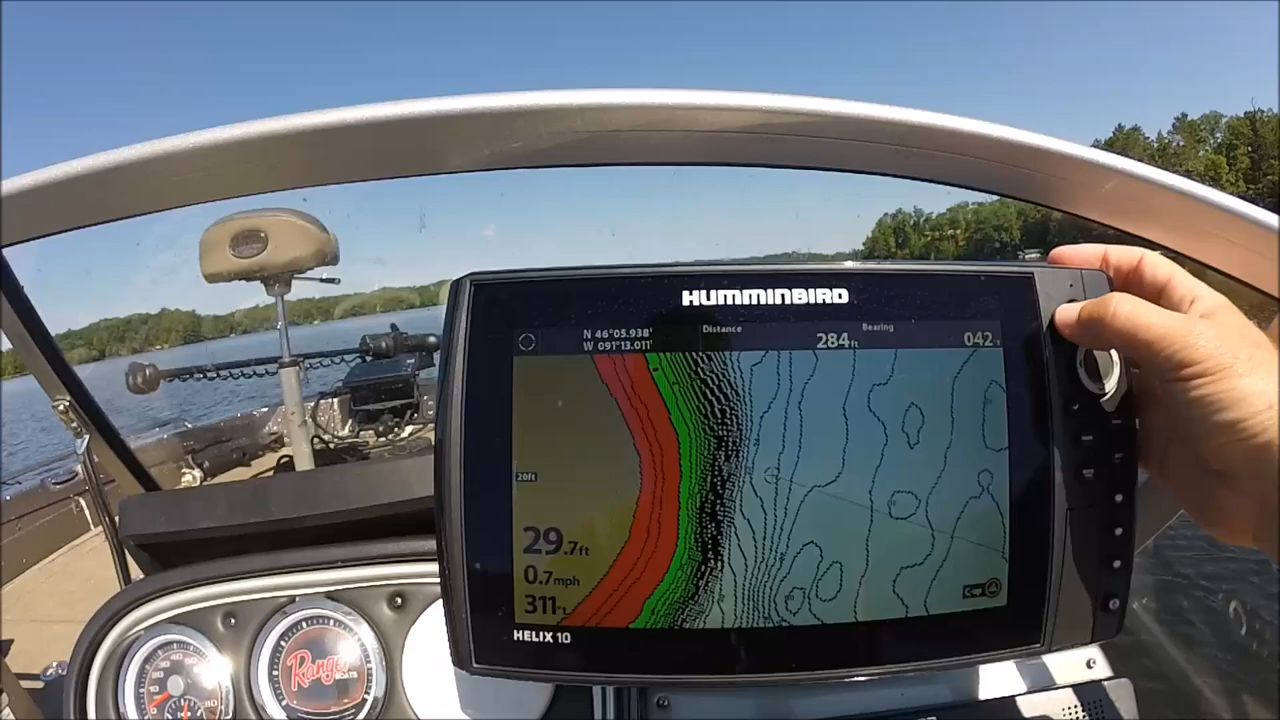 HUMMINBIRD
N 46°05.938'
W 091°13.011'
Distance
284ft
Bearing
042°t
20ft
29.7ft
0.7mph
311°t
HELIX 10
Ranger
BOATS